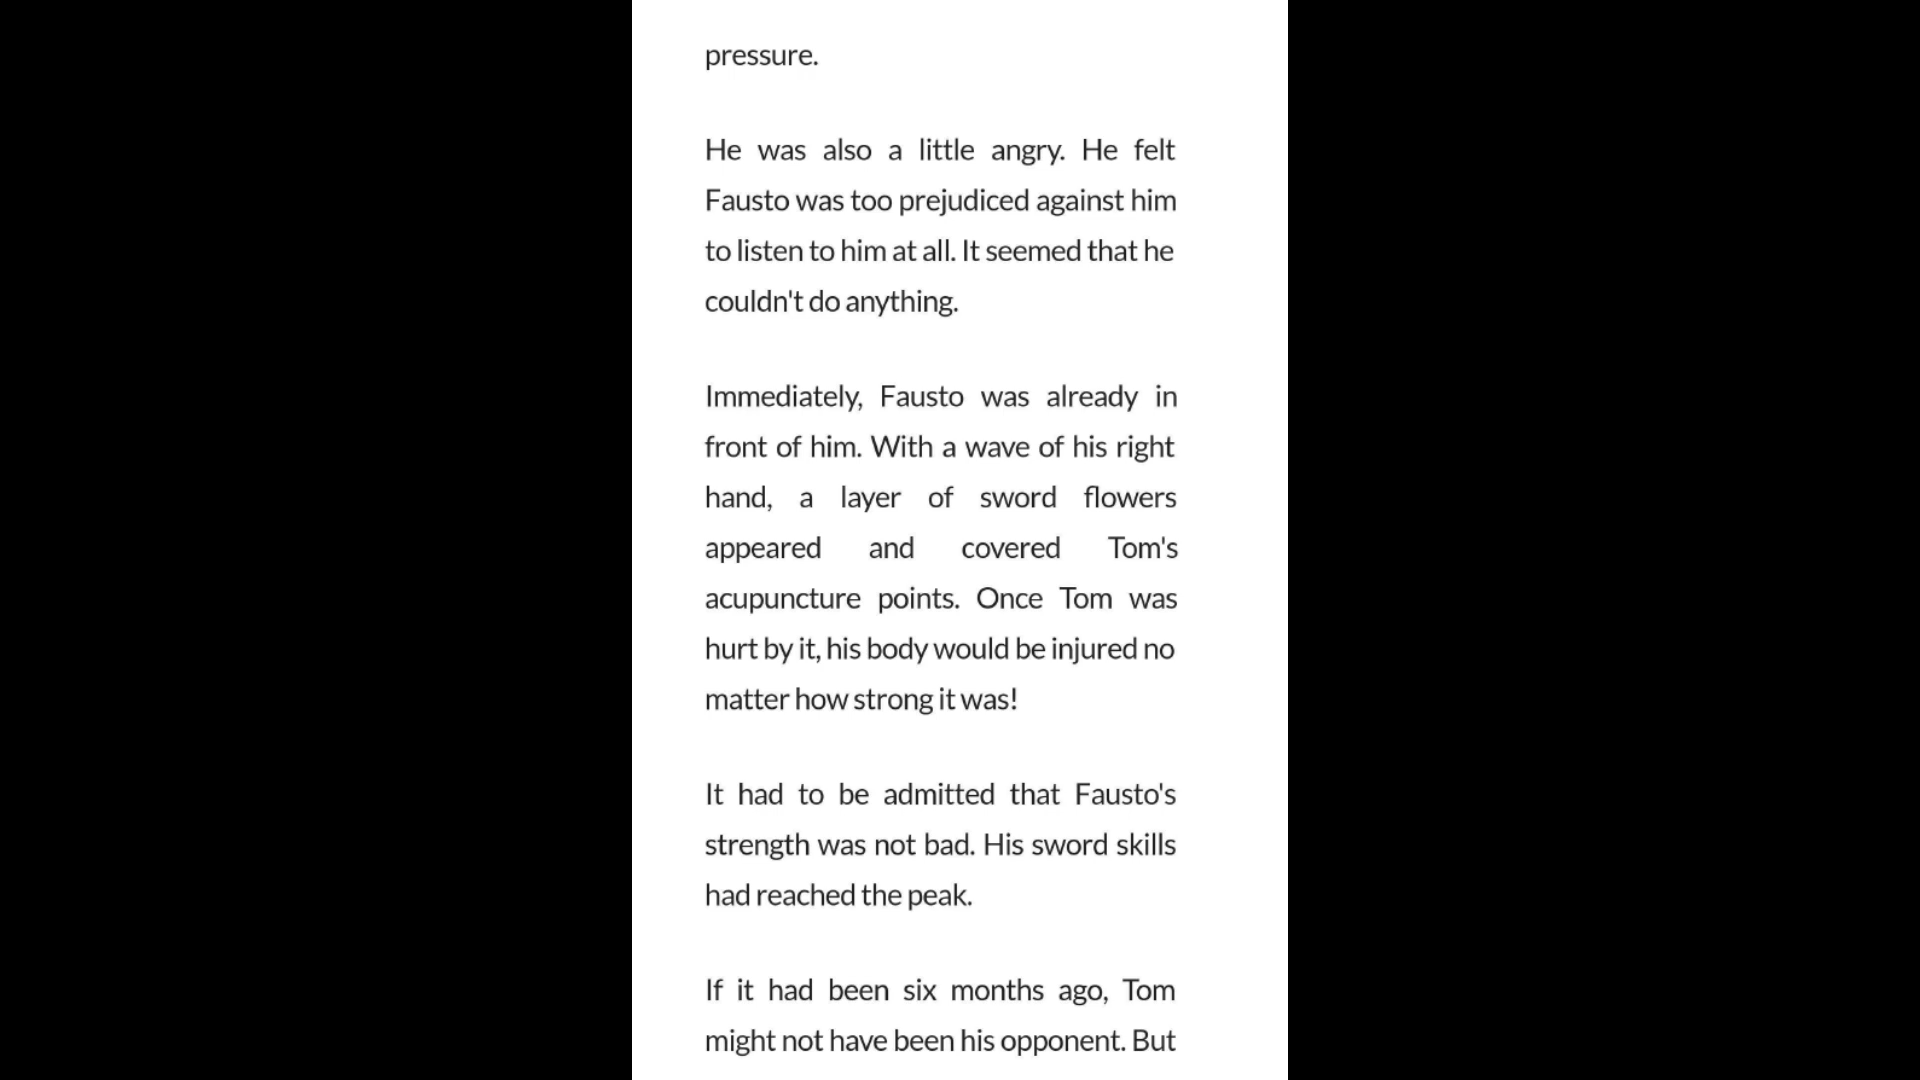 pressure.
He was also a little angry. He felt
Fausto was too prejudiced against him
to listen to him at all. It seemed that he
couldn't do anything.
Immediately, Fausto was already in
front of him. With a wave of his right
hand, a layer of sword flowers
appeared and covered Tom's
acupuncture points. Once Tom was
hurt by it, his body would be injured no
matter how strong it was!
It had to be admitted that Fausto's
strength was not bad. His sword skills
had reached the peak.
If it had been six months ago, Tom
might not have been his opponent. But